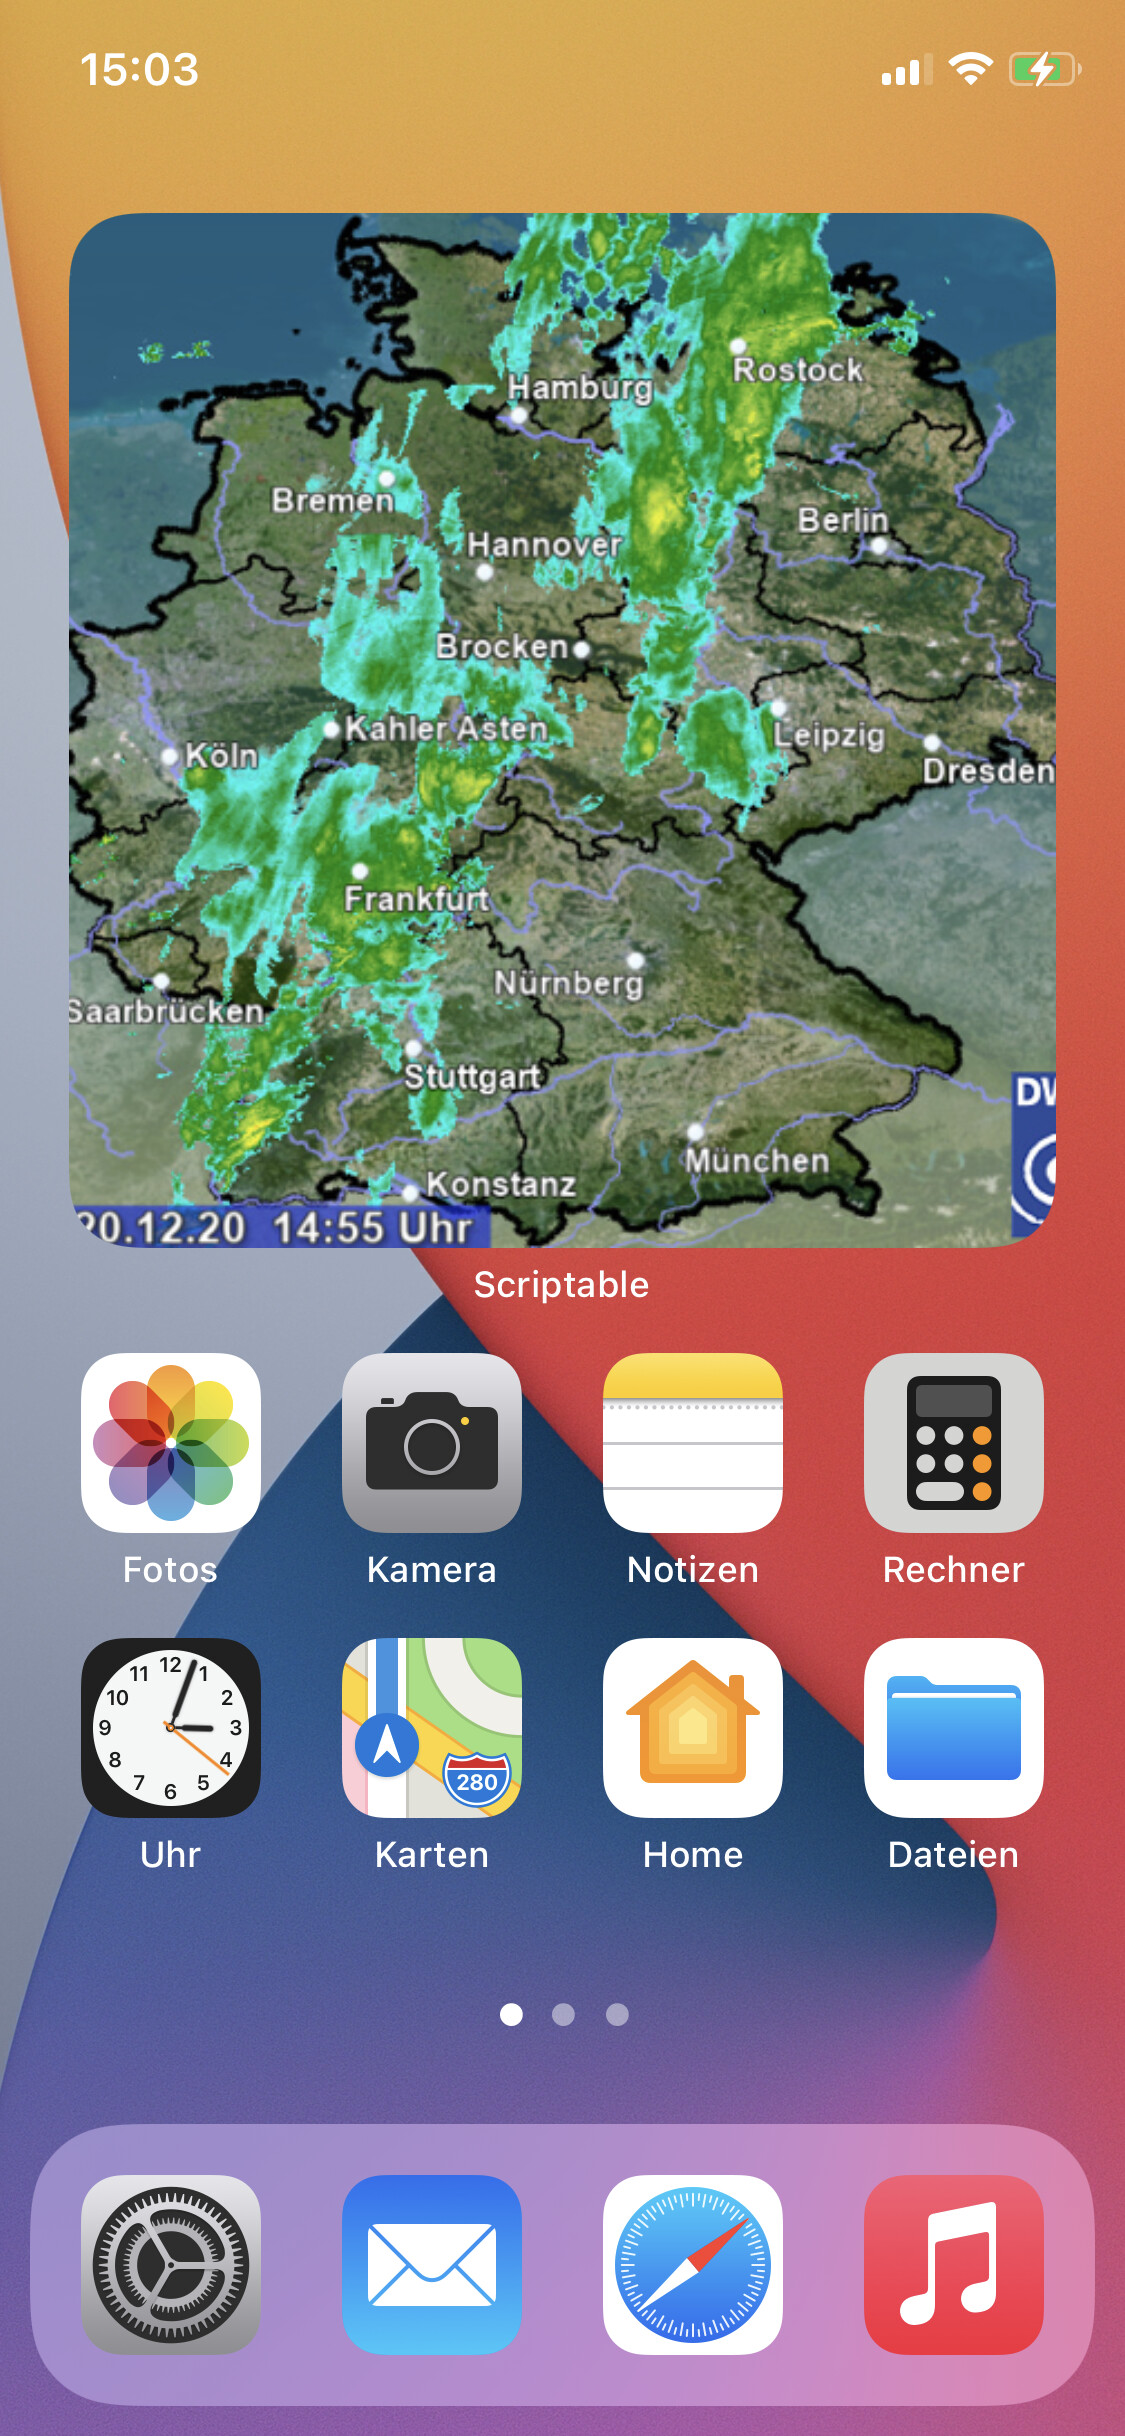 15:03
Hamburg
Rostock
Bremen
Hannover
Berlin
Brocken
Kahler Asten
Köln
Leipzig
Dresden
Frankfurt
Nürnberg
Saarbrücken
Stuttgart
München
Konstanz
DW
20.12.20 14:55 Uhr
Scriptable
Fotos
Kamera
Notizen
Rechner
12
11 1
10 2
9 3
8 4
7 5
6
280
Uhr
Karten
Home
Dateien